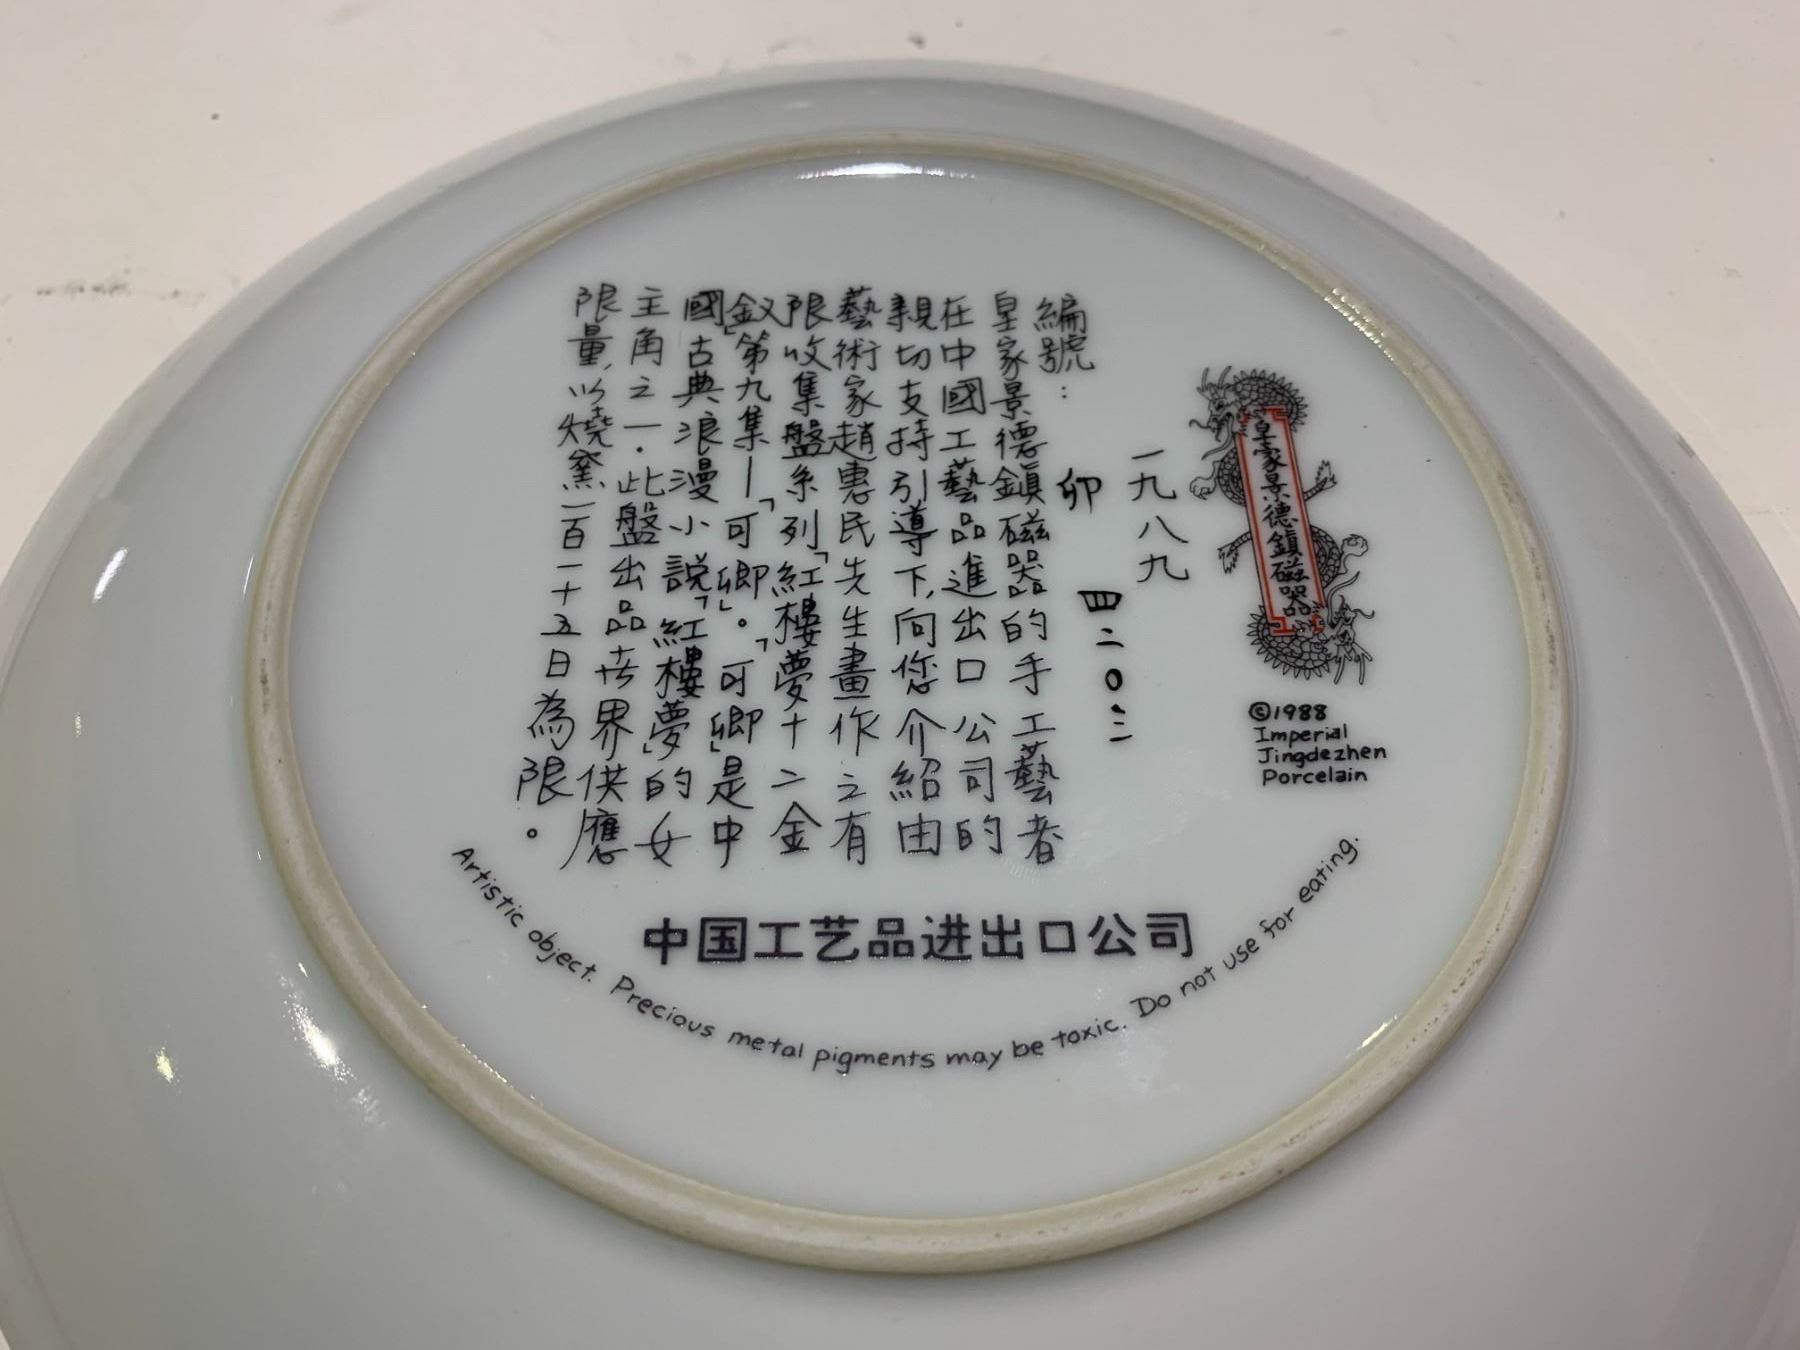 皇家景德鎮磁器
©1988
Imperial
Jingdezhen
Porcelain
一九八九
編號： 卯 四二〇二
皇家景德鎮磁器的手工藝者
在中國工藝品進出口公司的
親切支持引導下，向您介紹由
藝術家趙惠民先生畫作之有
限收集盤系列「紅樓夢十二金
釵」第九集—「可卿」。「可卿」是中
國古典浪漫小說「紅樓夢」的女
主角之一．此盤出品世界供應
限量，以燒窯一百一十五日為限。
中国工艺品进出口公司
Artistic object. Precious metal pigments may be toxic. Do not use for eating.